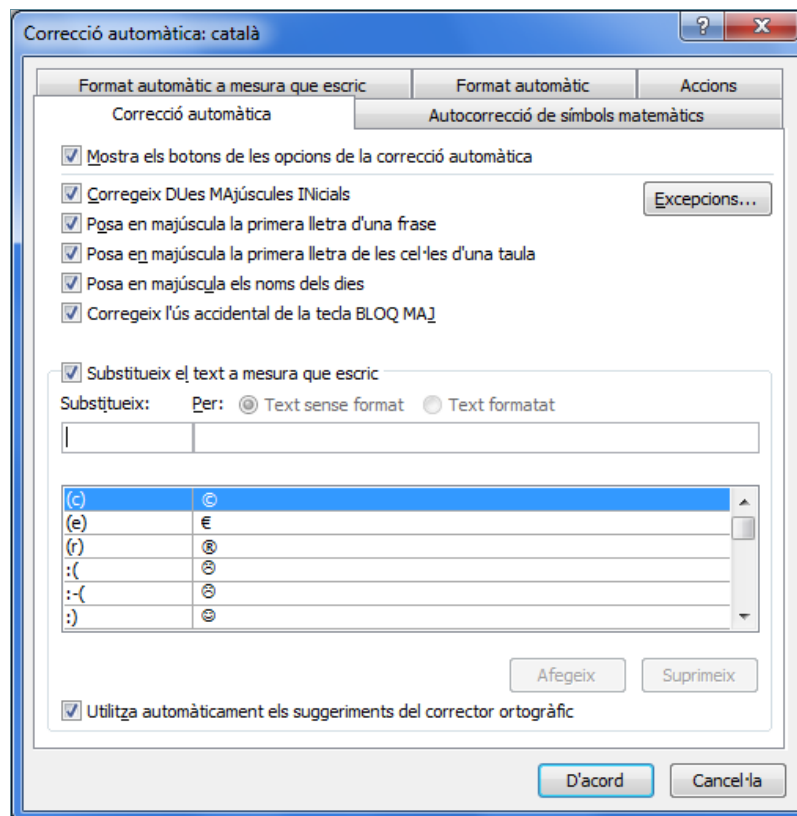 Correcció automàtica: català
Format automàtic a mesura que escric Format automàtic Accions
Correcció automàtica Autocorrecció de símbols matemàtics
Mostra els botons de les opcions de la correcció automàtica
Corregeix DUes MAjúscules INicials
Excepcions...
Posa en majúscula la primera lletra d'una frase
Posa en majúscula la primera lletra de les cel·les d'una taula
Posa en majúscula els noms dels dies
Corregeix l'ús accidental de la tecla BLOQ MAJ
Substitueix el text a mesura que escric
Substitueix: Per: Text sense format Text formatat
(c) ©
(e) €
(r) ®
:( ☹
:-( ☹
:) ☺
Afegeix Suprimeix
Utilitza automàticament els suggeriments del corrector ortogràfic
D'acord Cancel·la